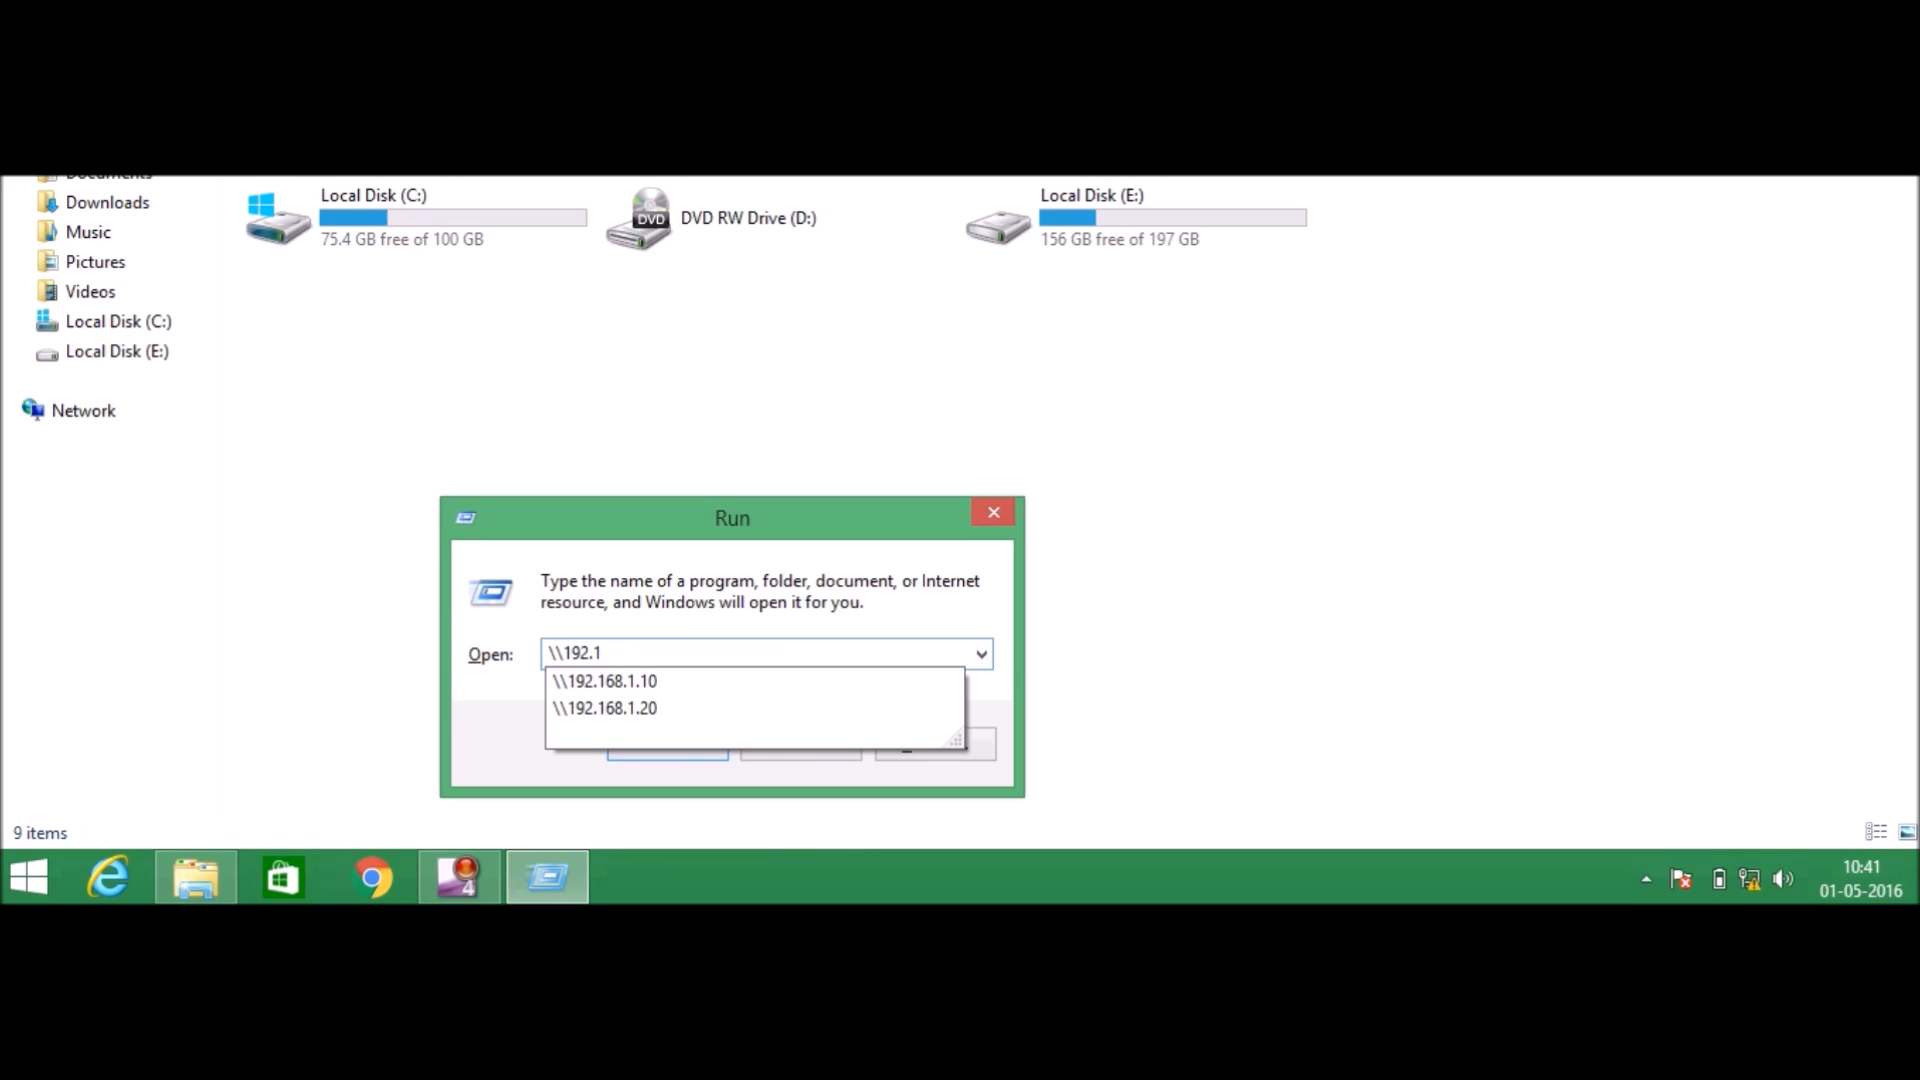 Documents
Downloads
Music
Pictures
Videos
Local Disk (C:)
Local Disk (E:)
Network
Local Disk (C:)
75.4 GB free of 100 GB
DVD
DVD RW Drive (D:)
Local Disk (E:)
156 GB free of 197 GB
Run
Type the name of a program, folder, document, or Internet
resource, and Windows will open it for you.
Open:
\\192.1
\\192.168.1.10
\\192.168.1.20
9 items
4
10:41
01-05-2016